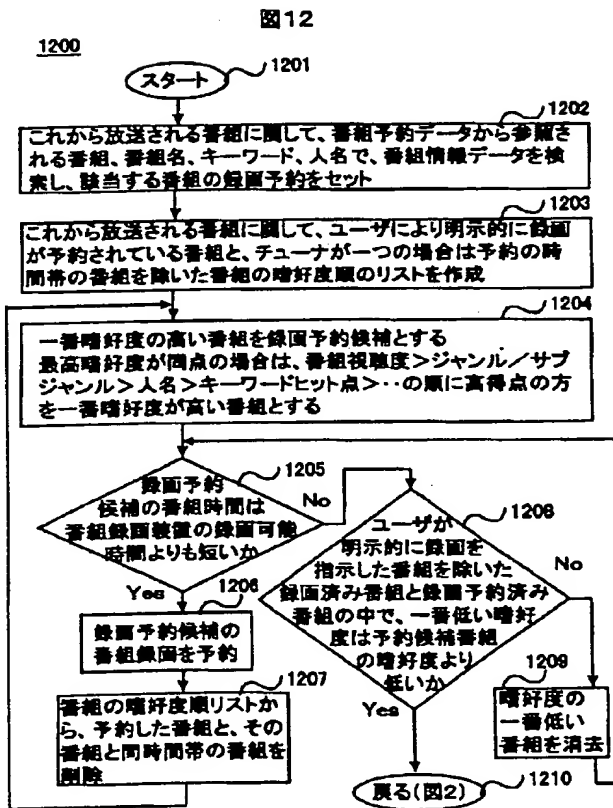 図12
1200
スタート
1201
1202
これから放送される番組に関して、番組予約データから参照さ
れる番組、番組名、キーワード、人名で、番組情報データを検
索し、該当する番組の録画予約をセット
1203
これから放送される番組に関して、ユーザにより明示的に録画
が予約されている番組と、チューナが一つの場合は予約の時
間帯の番組を除いた番組の嗜好度順のリストを作成
1204
一番嗜好度の高い番組を録画予約候補とする
最高嗜好度が同点の場合は、番組視聴度>ジャンル/サブ
ジャンル>人名>キーワードヒット点>‥の順に高得点の方
を一番嗜好度が高い番組とする
1205
録画予約
候補の番組時間は
番組録画装置の録画可能
時間よりも短いか
No
Yes
1206
録画予約候補の
番組録画を予約
1207
番組の嗜好度順リストか
ら、予約した番組と、その
番組と同時間帯の番組を
削除
1208
ユーザが
明示的に録画を
指示した番組を除いた
録画済み番組と録画予約済み
番組の中で、一番低い嗜好
度は予約候補番組
の嗜好度より
低いか
No
Yes
1209
嗜好度の
一番低い
番組を消去
戻る(図2)
1210